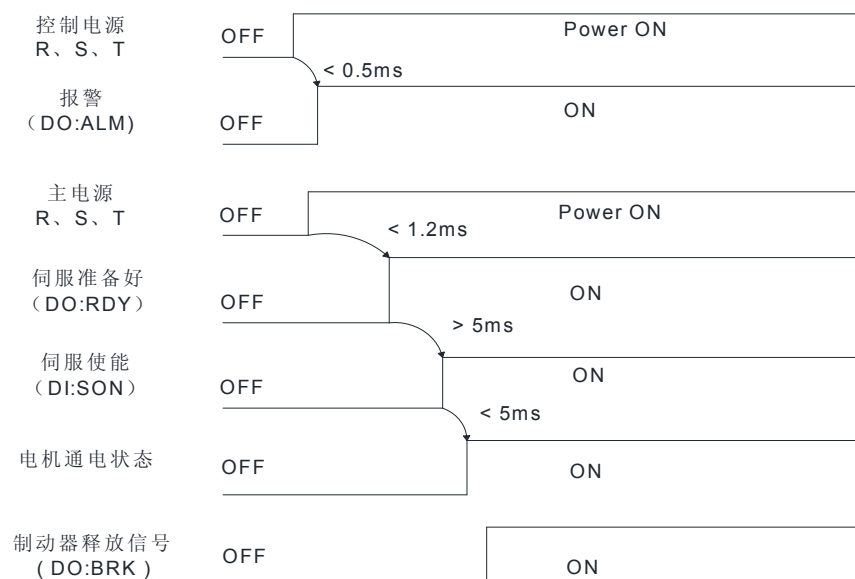 控制电源
R、S、T
OFF
Power ON
< 0.5ms
报警
（DO:ALM)
OFF
ON
主电源
R、S、T
OFF
Power ON
< 1.2ms
伺服准备好
（DO:RDY）
OFF
ON
> 5ms
伺服使能
（DI:SON）
OFF
ON
< 5ms
电机通电状态
OFF
ON
制动器释放信号
( DO:BRK )
OFF
ON